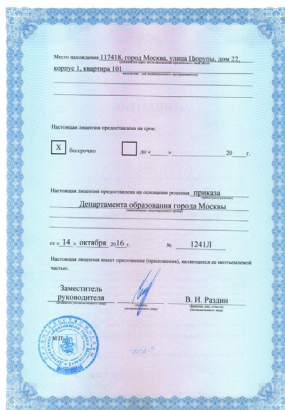 Место нахождения 117418, город Москва, улица Цюрупы, дом 22,
корпус 1, квартира 101
Настоящая лицензия предоставлена на срок:
X бессрочно до « » 20 г.
Настоящая лицензия предоставлена на основании решения приказа
Департамента образования города Москвы
от « 14 » октября 2016 г. № 1241Л
Настоящая лицензия имеет приложение (приложения), являющееся её неотъемлемой
частью.
Заместитель
руководителя
В. И. Раздин
М.П.